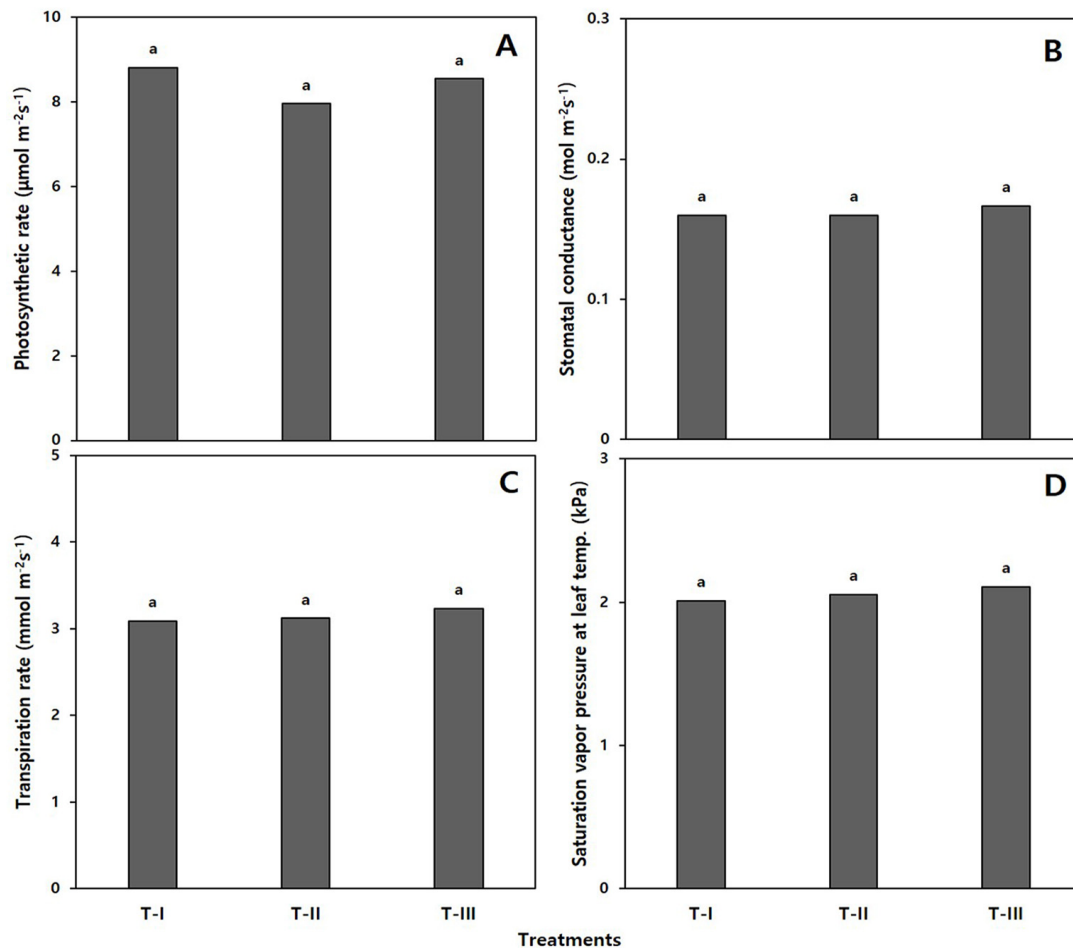 A
Photosynthetic rate (μmol m⁻²s⁻¹)
10
8
6
4
2
0
a
a
a
B
Stomatal conductance (mol m⁻²s⁻¹)
0.3
0.2
0.1
0
a
a
a
C
Transpiration rate (mmol m⁻²s⁻¹)
5
4
3
2
1
0
a
a
a
T-I T-II T-III
D
Saturation vapor pressure at leaf temp. (kPa)
3
2
1
0
a
a
a
T-I T-II T-III
Treatments